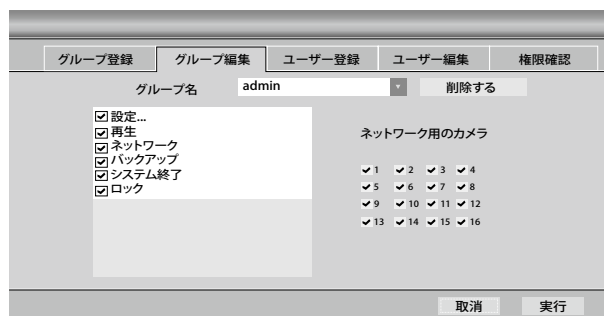 グループ登録 グループ編集 ユーザー登録 ユーザー編集 権限確認
グループ名 admin 削除する
設定...
再生
ネットワーク
バックアップ
システム終了
ロック
ネットワーク用のカメラ
1 2 3 4
5 6 7 8
9 10 11 12
13 14 15 16
取消 実行